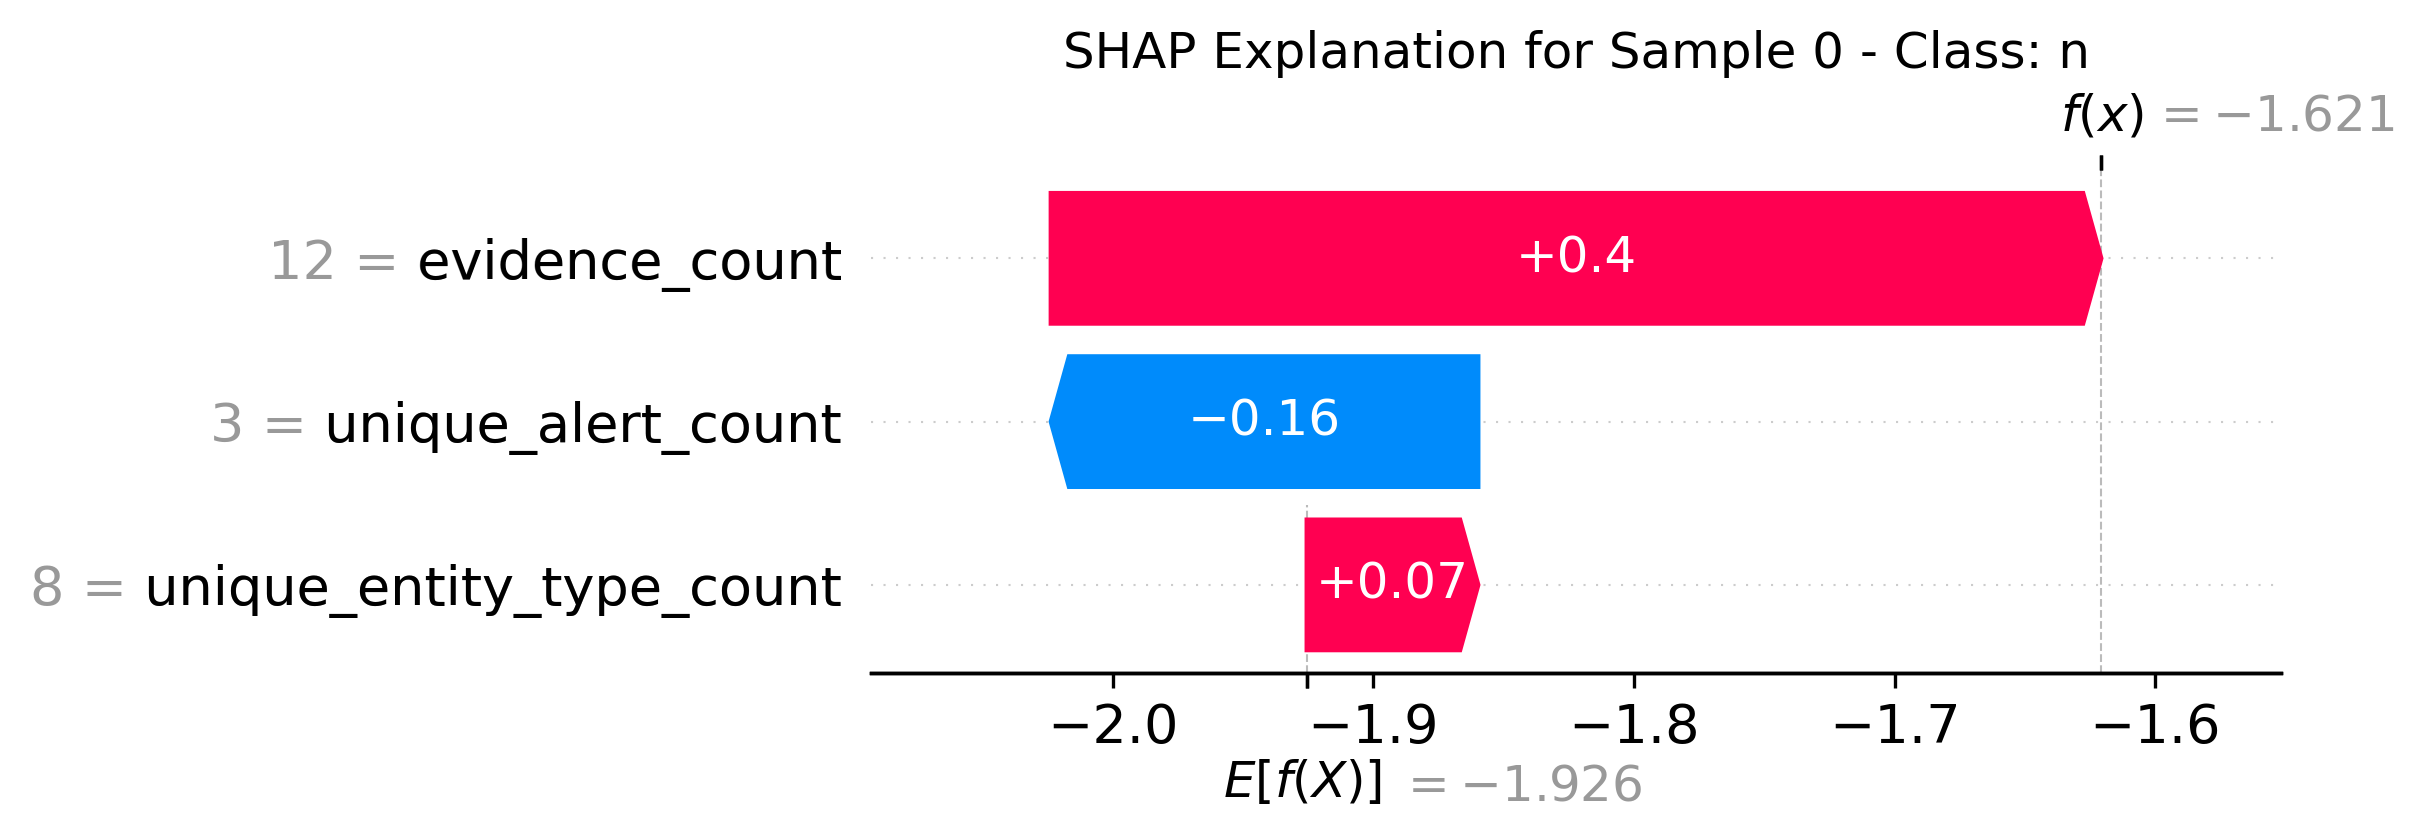 SHAP Explanation for Sample 0 - Class: n
f(x) = −1.621
12 = evidence_count
+0.4
3 = unique_alert_count
−0.16
8 = unique_entity_type_count
+0.07
−2.0 −1.9 −1.8 −1.7 −1.6
E[f(X)] = −1.926